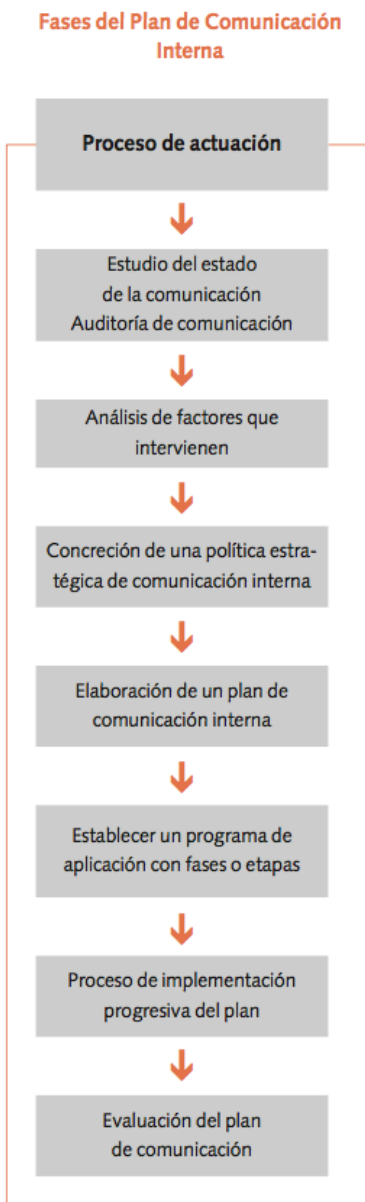 Fases del Plan de Comunicación
Interna
Proceso de actuación
Estudio del estado
de la comunicación
Auditoría de comunicación
Análisis de factores que
intervienen
Concreción de una política estra-
tégica de comunicación interna
Elaboración de un plan de
comunicación interna
Establecer un programa de
aplicación con fases o etapas
Proceso de implementación
progresiva del plan
Evaluación del plan
de comunicación